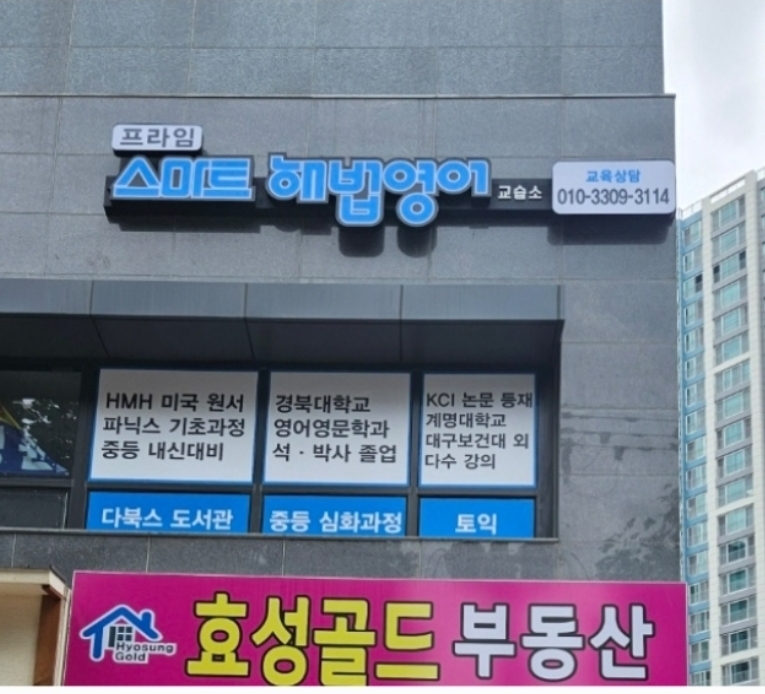 프라임
스마트 해법영어 교습소
교육상담
010-3309-3114
HMH 미국 원서
파닉스 기초과정
중등 내신대비
경북대학교
영어영문학과
석·박사 졸업
KCI 논문 등재
계명대학교
대구보건대 외
다수 강의
다북스 도서관
중등 심화과정
토익
Hyosung
Gold
효성골드 부동산